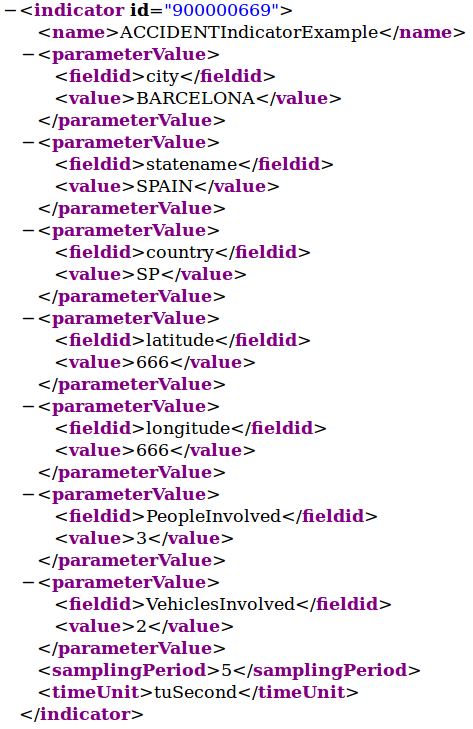 −<indicator id="900000669">
<name>ACCIDENTIndicatorExample</name>
−<parameterValue>
<fieldid>city</fieldid>
<value>BARCELONA</value>
</parameterValue>
−<parameterValue>
<fieldid>statename</fieldid>
<value>SPAIN</value>
</parameterValue>
−<parameterValue>
<fieldid>country</fieldid>
<value>SP</value>
</parameterValue>
−<parameterValue>
<fieldid>latitude</fieldid>
<value>666</value>
</parameterValue>
−<parameterValue>
<fieldid>longitude</fieldid>
<value>666</value>
</parameterValue>
−<parameterValue>
<fieldid>PeopleInvolved</fieldid>
<value>3</value>
</parameterValue>
−<parameterValue>
<fieldid>VehiclesInvolved</fieldid>
<value>2</value>
</parameterValue>
<samplingPeriod>5</samplingPeriod>
<timeUnit>tuSecond</timeUnit>
</indicator>